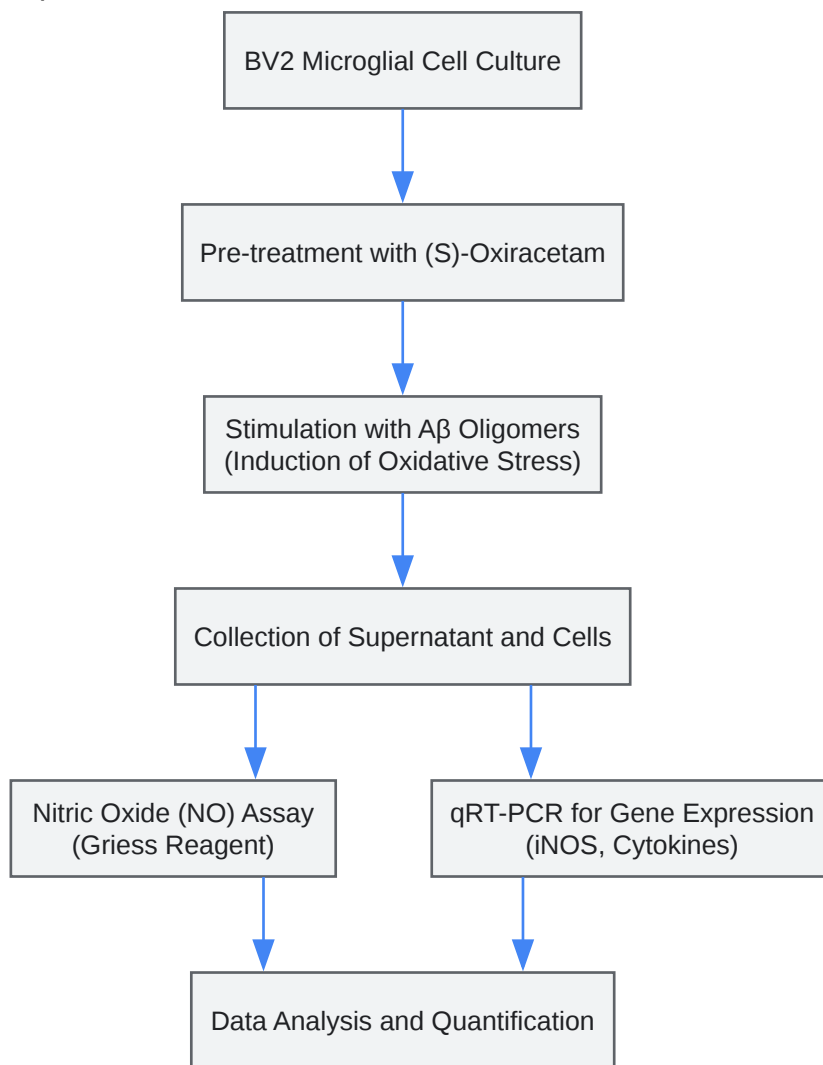 BV2 Microglial Cell Culture
Pre-treatment with (S)-Oxiracetam
Stimulation with Aβ Oligomers
(Induction of Oxidative Stress)
Collection of Supernatant and Cells
Nitric Oxide (NO) Assay
(Griess Reagent)
qRT-PCR for Gene Expression
(iNOS, Cytokines)
Data Analysis and Quantification